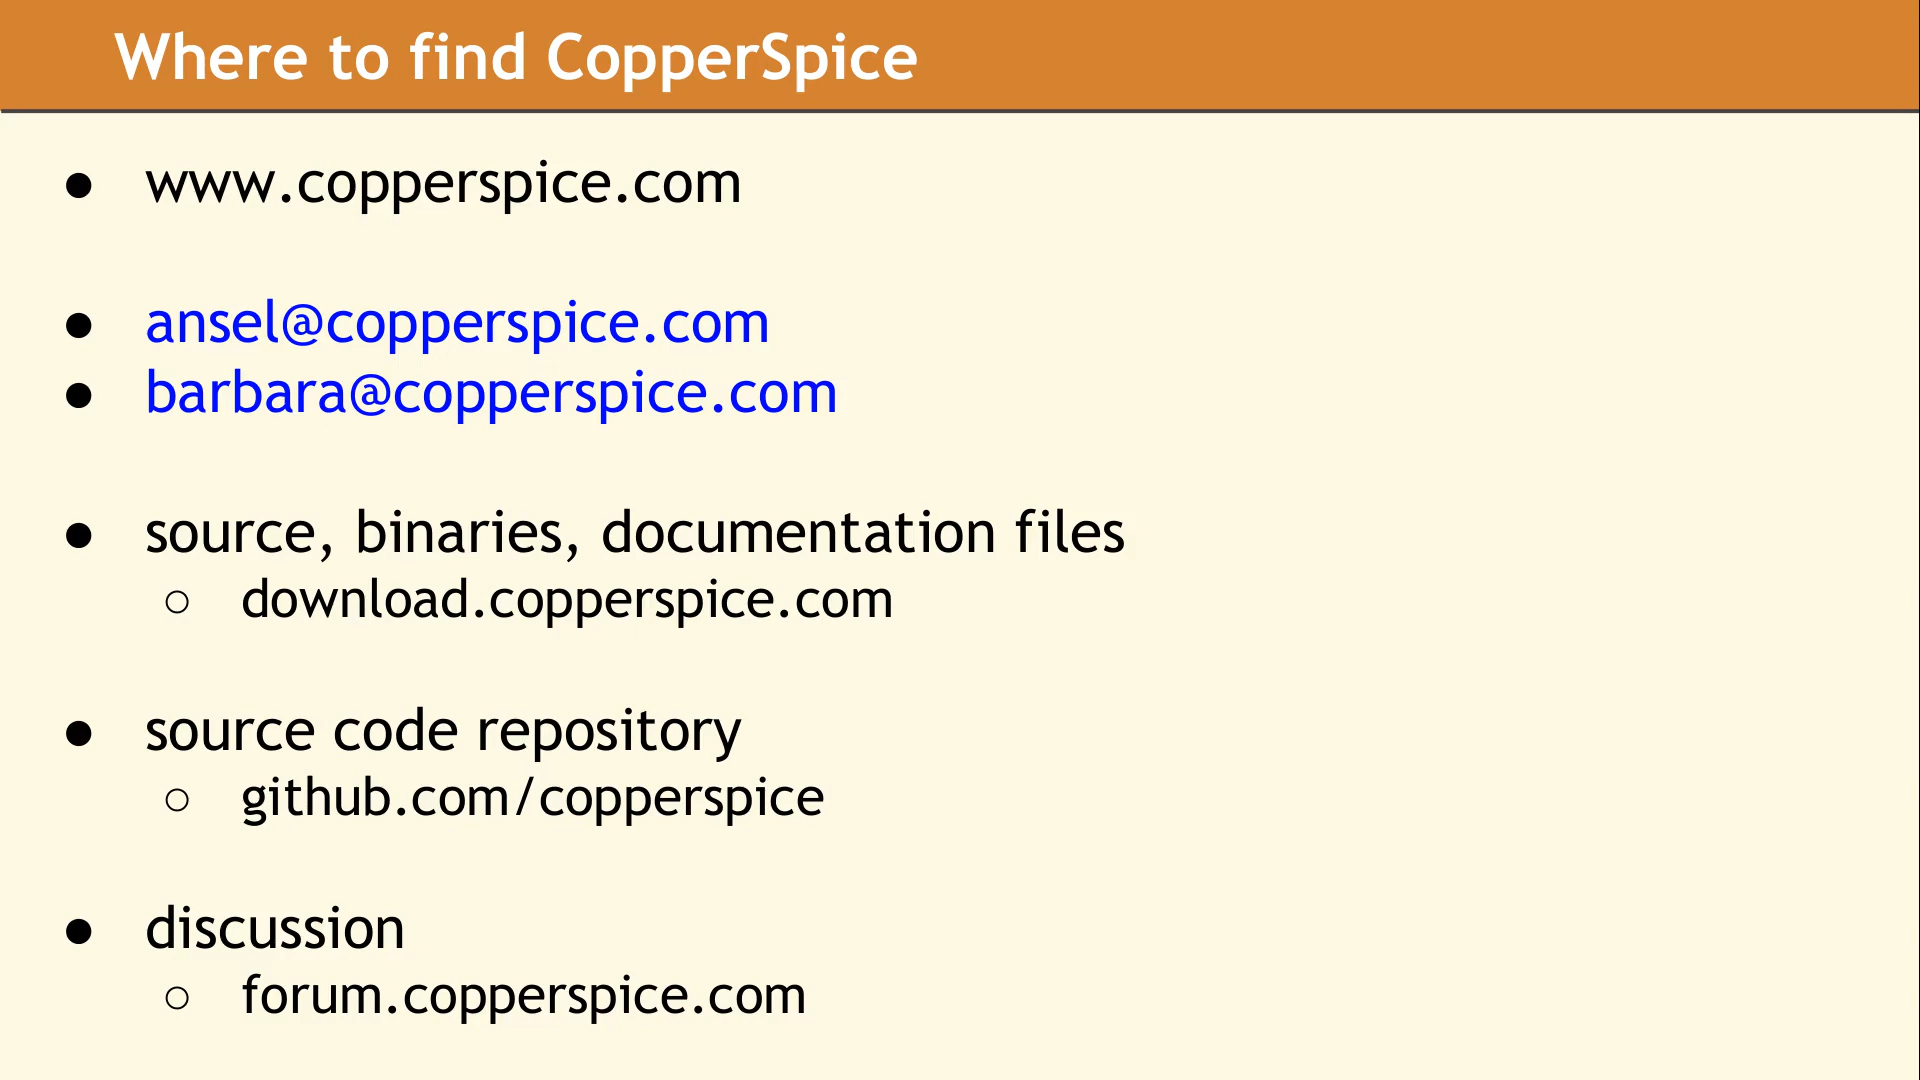 Where to find CopperSpice
● www.copperspice.com
● ansel@copperspice.com
● barbara@copperspice.com
● source, binaries, documentation files
○ download.copperspice.com
● source code repository
○ github.com/copperspice
● discussion
○ forum.copperspice.com